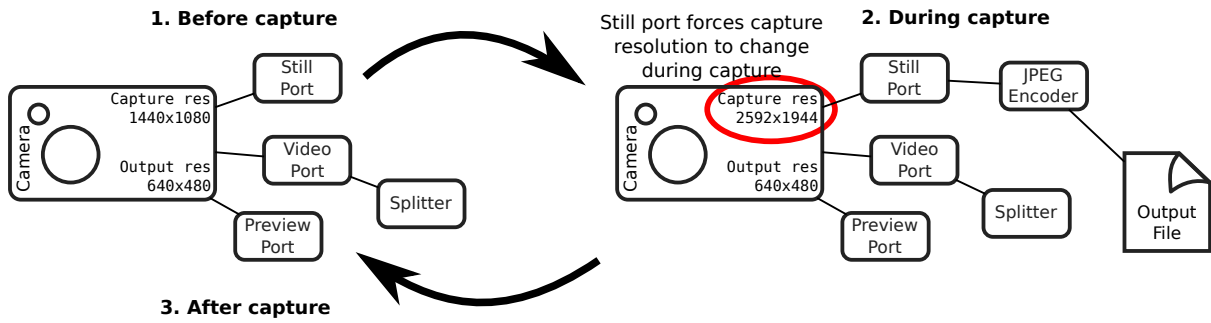 1. Before capture
Still
Port
Capture res
1440x1080
Camera
Video
Port
Output res
640x480
Splitter
Preview
Port
Still port forces capture
resolution to change
during capture
2. During capture
Still
Port
JPEG
Encoder
Capture res
2592x1944
Camera
Video
Port
Output res
640x480
Splitter
Output
File
Preview
Port
3. After capture